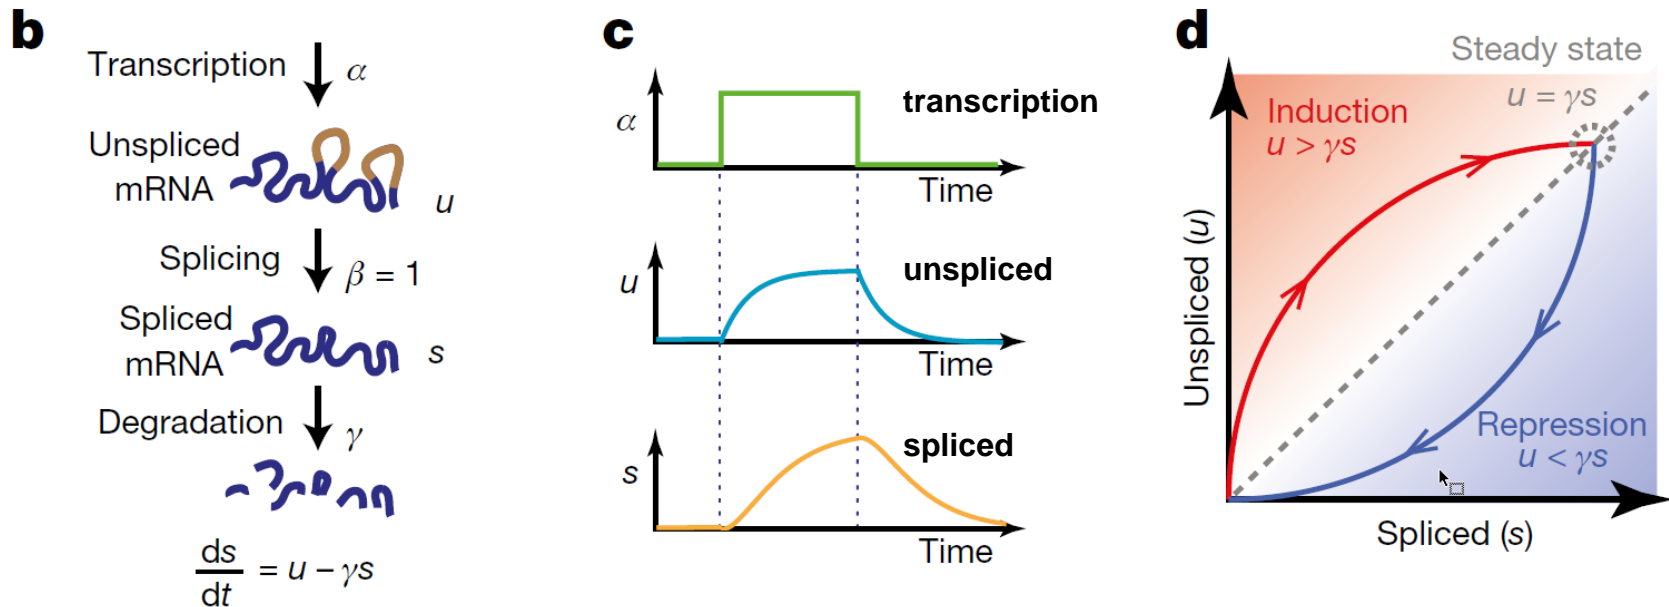 b
Transcription
α
Unspliced
mRNA
u
Splicing
β = 1
Spliced
mRNA
s
Degradation
γ
ds
dt
= u − γs
c
α
transcription
Time
u
unspliced
Time
s
spliced
Time
d
Steady state
u = γs
Induction
u > γs
Unspliced (u)
Repression
u < γs
Spliced (s)